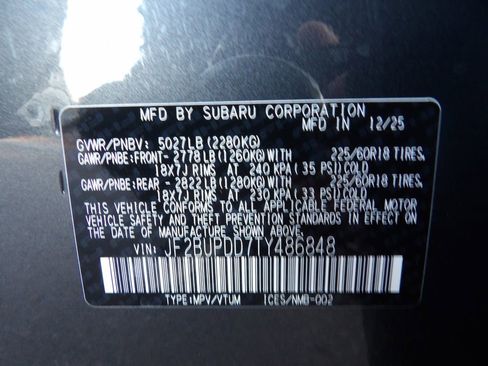 MFD BY SUBARU CORPORATION
MFD IN 12/25
GVWR/PNBV: 5027LB (2280KG)
GAWR/PNBE:FRONT- 2778LB (1260KG) WITH 225/60R18 TIRES,
18X7J RIMS AT 240 KPA (35 PSI) COLD
GAWR/PNBE:REAR - 2822LB (1280KG) WITH 225/60R18 TIRES,
18X7J RIMS AT 230 KPA (33 PSI) COLD
THIS VEHICLE CONFORMS TO ALL APPLICABLE FEDERAL MOTOR
VEHICLE SAFETY AND THEFT PREVENTION STANDARDS IN EFFECT
ON THE DATE OF MANUFACTURE SHOWN ABOVE.
VIN: JF2BUPDD7TY486848
TYPE:MPV/VTUM ICES/NMB-002